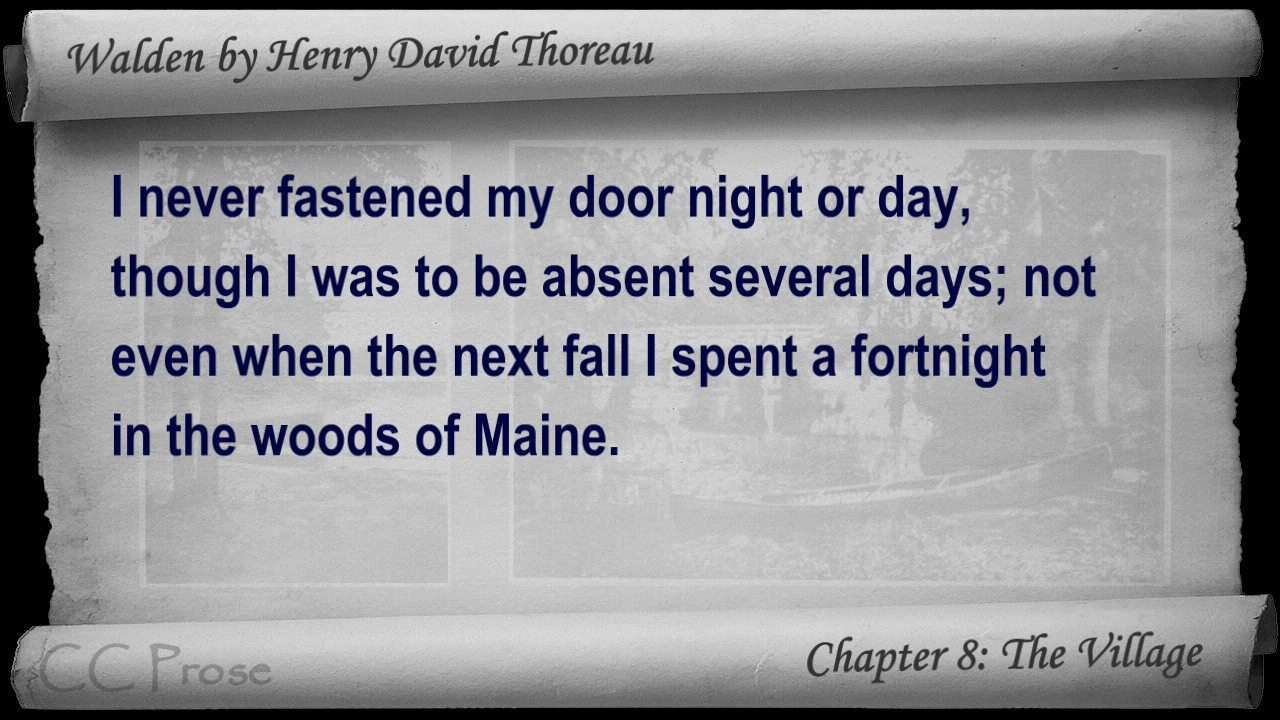 Walden by Henry David Thoreau
I never fastened my door night or day,
though I was to be absent several days; not
even when the next fall I spent a fortnight
in the woods of Maine.
CC Prose
Chapter 8: The Village